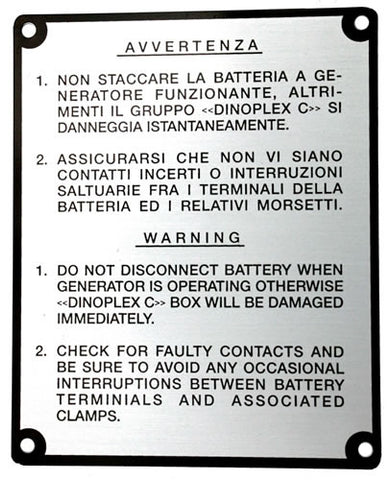 AVVERTENZA
1. NON STACCARE LA BATTERIA A GE-
NERATORE FUNZIONANTE, ALTRI-
MENTI IL GRUPPO «DINOPLEX C» SI
DANNEGGIA ISTANTANEAMENTE.
2. ASSICURARSI CHE NON VI SIANO
CONTATTI INCERTI O INTERRUZIONI
SALTUARIE FRA I TERMINALI DELLA
BATTERIA ED I RELATIVI MORSETTI.
WARNING
1. DO NOT DISCONNECT BATTERY WHEN
GENERATOR IS OPERATING OTHERWISE
«DINOPLEX C» BOX WILL BE DAMAGED
IMMEDIATELY.
2. CHECK FOR FAULTY CONTACTS AND
BE SURE TO AVOID ANY OCCASIONAL
INTERRUPTIONS BETWEEN BATTERY
TERMINIALS AND ASSOCIATED
CLAMPS.